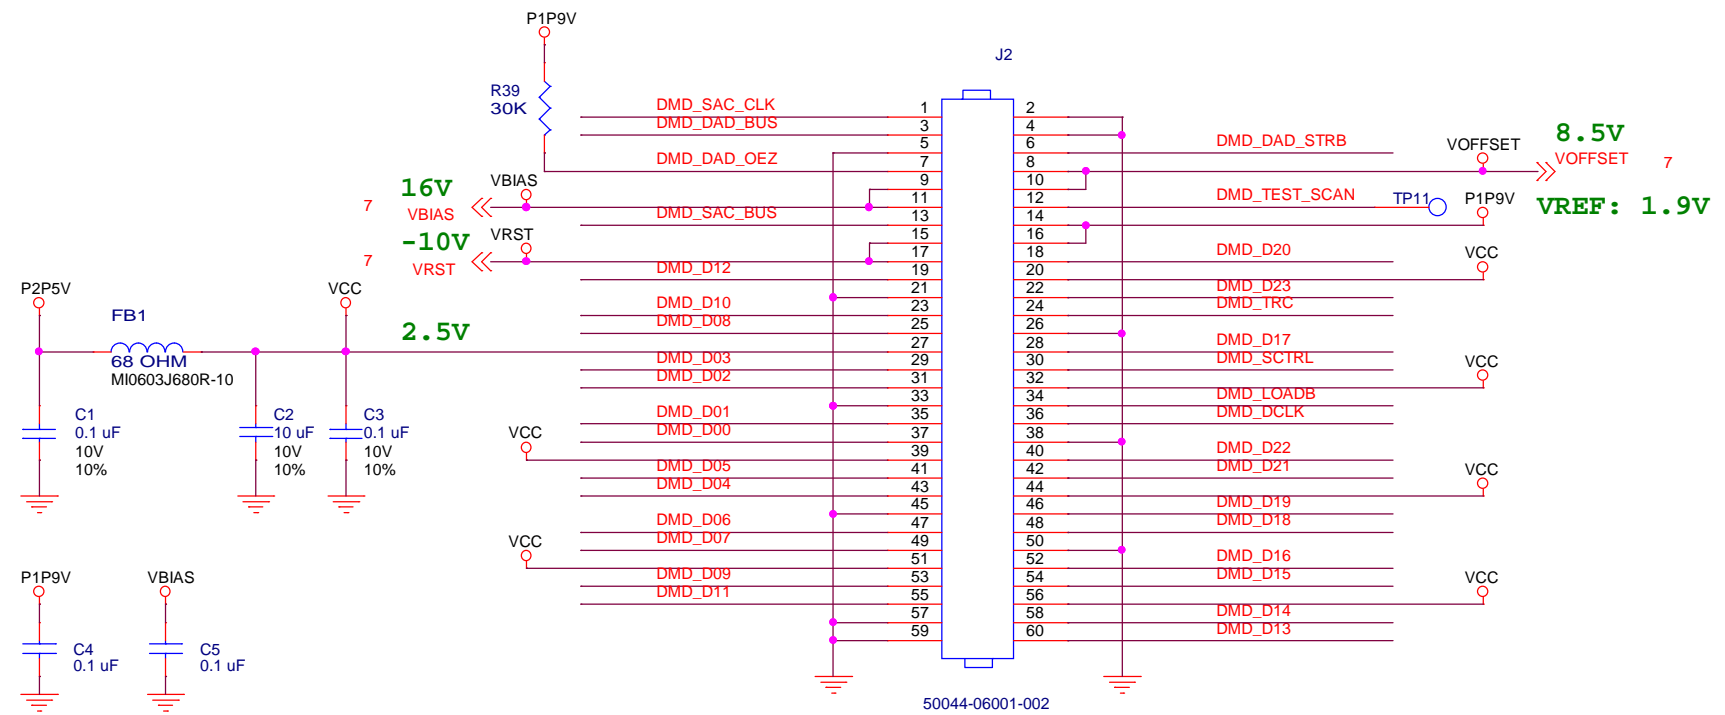 P1P9V
J2
R39
30K
DMD_SAC_CLK
1
2
DMD_DAD_BUS
3
4
8.5V
5
6
DMD_DAD_STRB
VOFFSET
VOFFSET
7
DMD_DAD_OEZ
7
8
16V
VBIAS
9
10
7
VBIAS
11
12
DMD_TEST_SCAN
TP11
P1P9V
VREF: 1.9V
DMD_SAC_BUS
13
14
-10V
VRST
15
16
7
VRST
17
18
DMD_D20
VCC
DMD_D12
19
20
P2P5V
VCC
21
22
DMD_D23
DMD_D10
23
24
DMD_TRC
FB1
2.5V
DMD_D08
25
26
27
28
DMD_D17
68 OHM
MI0603J680R-10
DMD_D03
29
30
DMD_SCTRL
VCC
DMD_D02
31
32
33
34
DMD_LOADB
C1
0.1 uF
10V
10%
C2
10 uF
10V
10%
C3
0.1 uF
10V
10%
DMD_D01
35
36
DMD_DCLK
VCC
DMD_D00
37
38
39
40
DMD_D22
DMD_D05
41
42
DMD_D21
VCC
DMD_D04
43
44
45
46
DMD_D19
DMD_D06
47
48
DMD_D18
VCC
DMD_D07
49
50
51
52
DMD_D16
P1P9V
VBIAS
DMD_D09
53
54
DMD_D15
VCC
DMD_D11
55
56
57
58
DMD_D14
59
60
DMD_D13
C4
0.1 uF
C5
0.1 uF
50044-06001-002